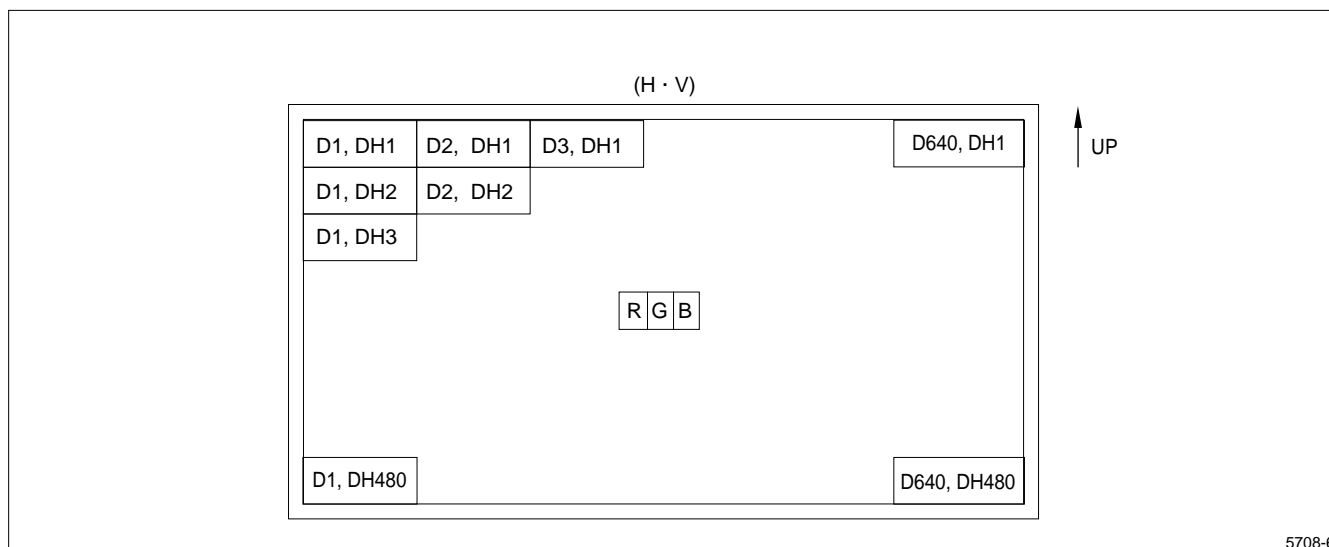 (H · V)
D1, DH1 D2, DH1 D3, DH1 D640, DH1 UP
D1, DH2 D2, DH2
D1, DH3
R G B
D1, DH480 D640, DH480